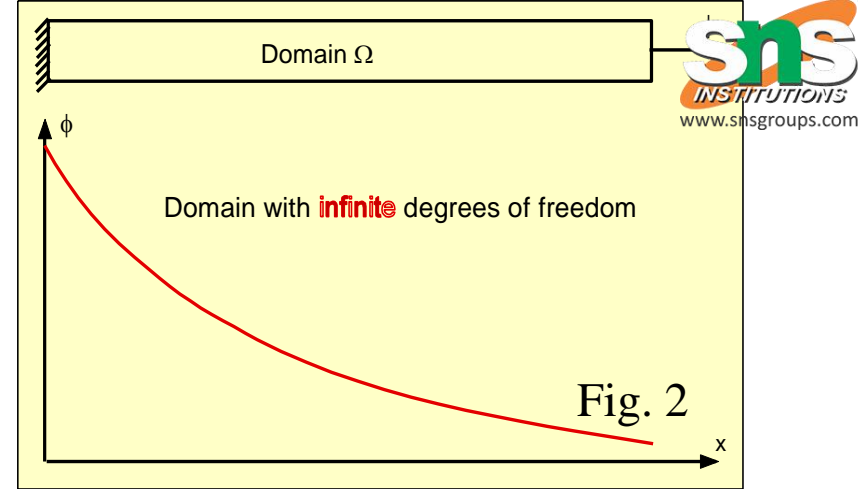 Domain Ω
sns
INSTITUTIONS
www.snsgroups.com
ϕ
Domain with infinite degrees of freedom
Fig. 2
x